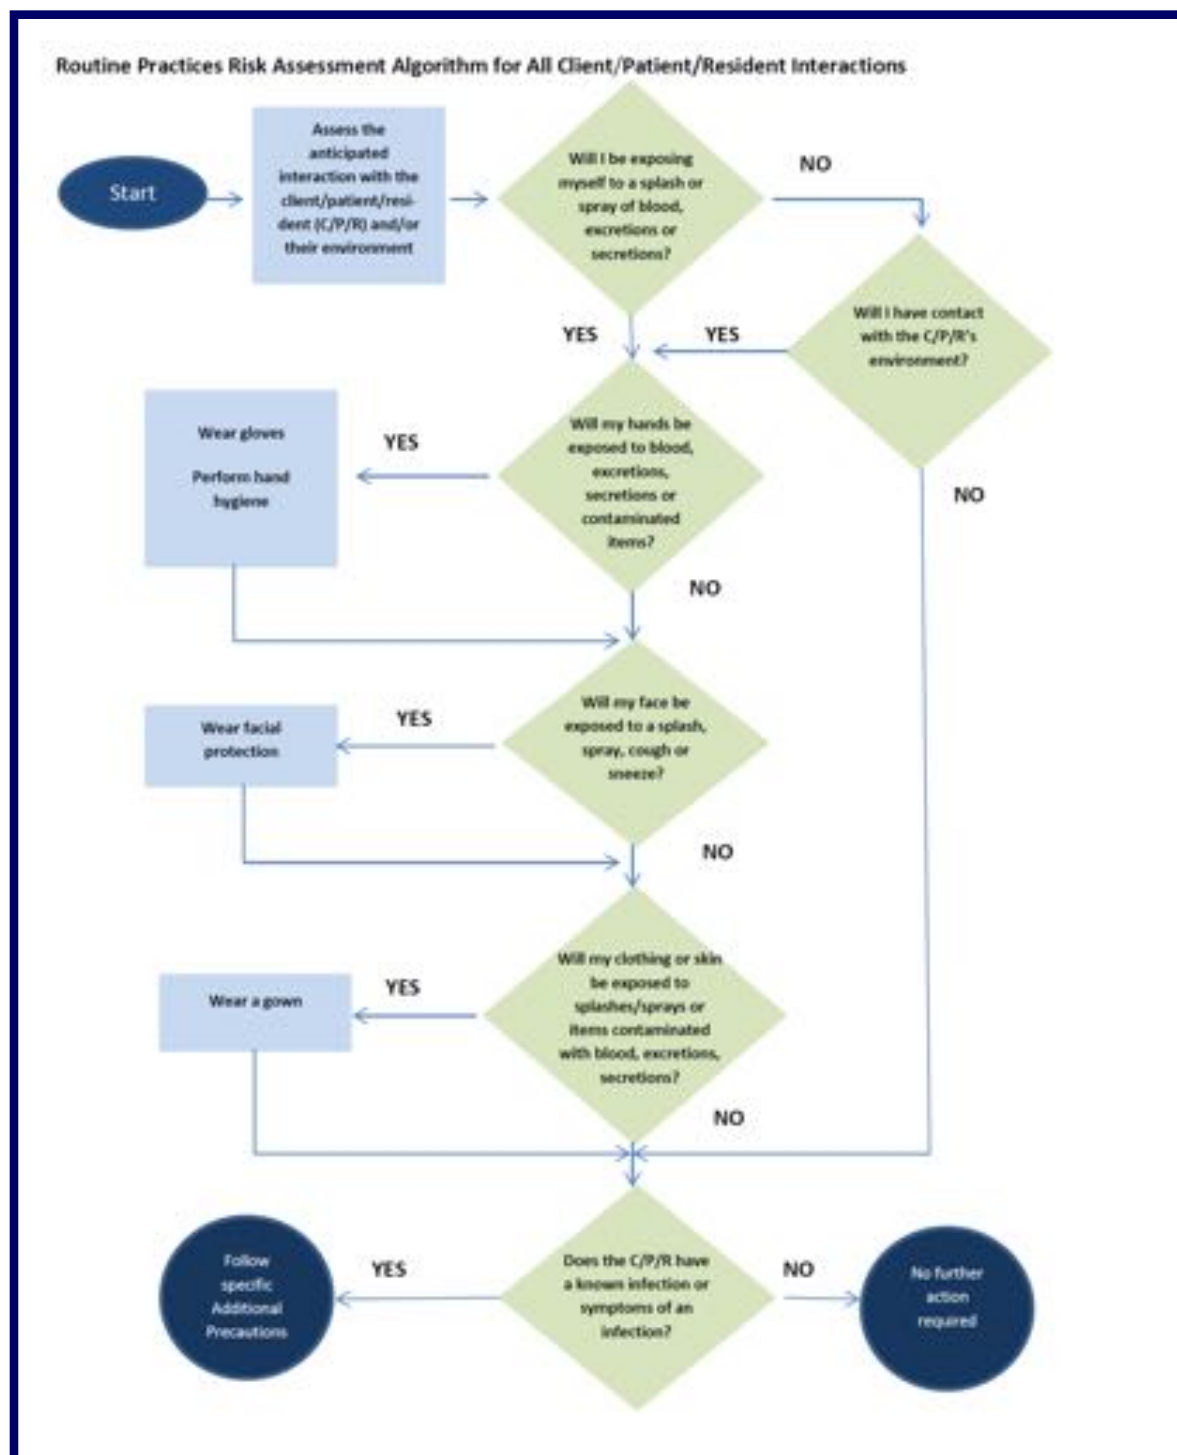 Routine Practices Risk Assessment Algorithm for All Client/Patient/Resident Interactions
Start
Assess the
anticipated
interaction with the
client/patient/resi-
dent (C/P/R) and/or
their environment
Will I be exposing
myself to a splash or
spray of blood,
excretions or
secretions?
NO
Will I have contact
with the C/P/R's
environment?
YES
YES
Will my hands be
exposed to blood,
excretions,
secretions or
contaminated
items?
YES
Wear gloves
Perform hand
hygiene
NO
NO
Will my face be
exposed to a splash,
spray, cough or
sneeze?
YES
Wear facial
protection
NO
Will my clothing or skin
be exposed to
splashes/sprays or
items contaminated
with blood, excretions,
secretions?
YES
Wear a gown
NO
Does the C/P/R have
a known infection or
symptoms of an
infection?
YES
Follow
specific
Additional
Precautions
NO
No further
action
required